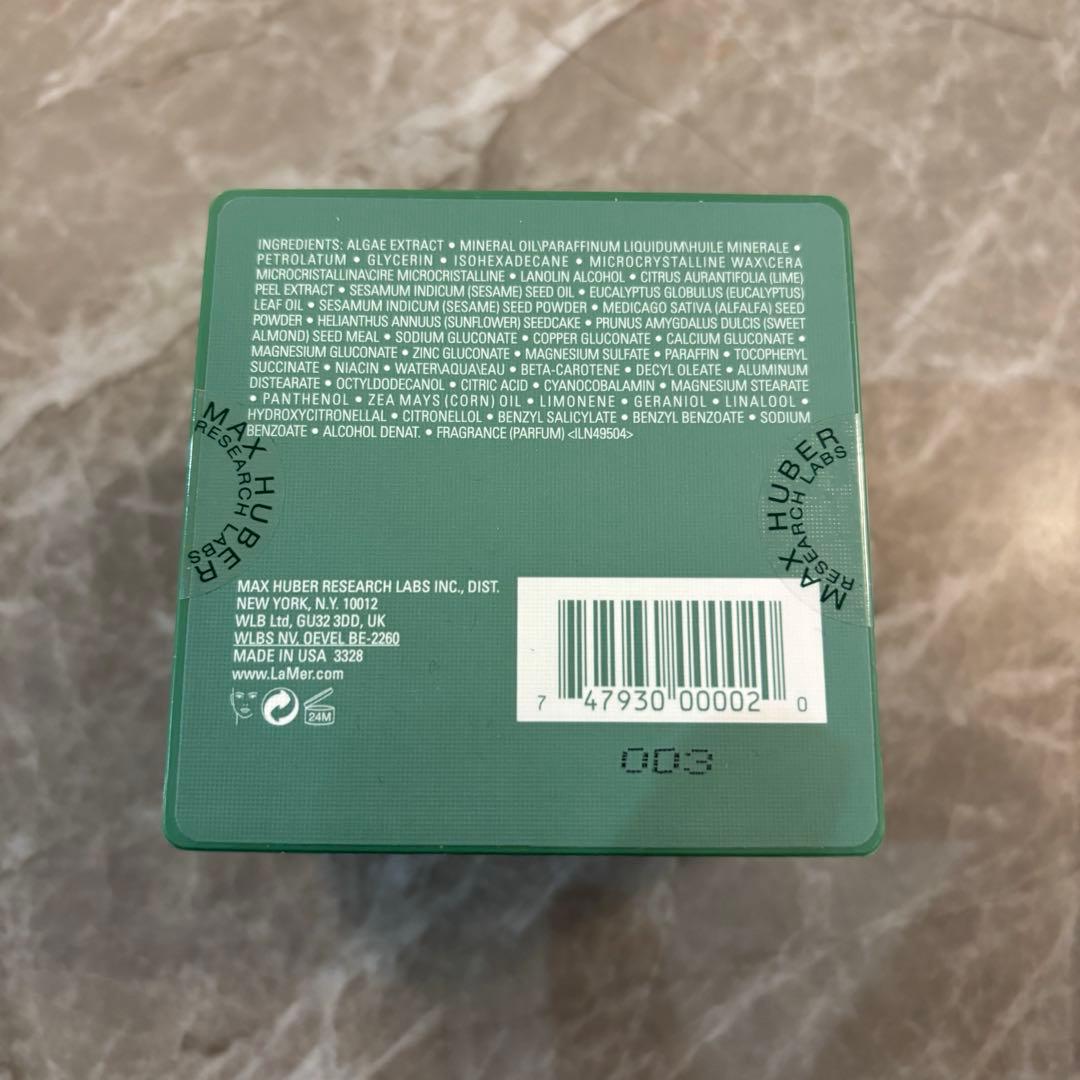 INGREDIENTS: ALGAE EXTRACT • MINERAL OIL\PARAFFINUM LIQUIDUM\HUILE MINERALE •
PETROLATUM • GLYCERIN • ISOHEXADECANE • MICROCRYSTALLINE WAX\CERA
MICROCRISTALLINA\CIRE MICROCRISTALLINE • LANOLIN ALCOHOL • CITRUS AURANTIFOLIA (LIME)
PEEL EXTRACT • SESAMUM INDICUM (SESAME) SEED OIL • EUCALYPTUS GLOBULUS (EUCALYPTUS)
LEAF OIL • SESAMUM INDICUM (SESAME) SEED POWDER • MEDICAGO SATIVA (ALFALFA) SEED
POWDER • HELIANTHUS ANNUUS (SUNFLOWER) SEEDCAKE • PRUNUS AMYGDALUS DULCIS (SWEET
ALMOND) SEED MEAL • SODIUM GLUCONATE • COPPER GLUCONATE • CALCIUM GLUCONATE •
MAGNESIUM GLUCONATE • ZINC GLUCONATE • MAGNESIUM SULFATE • PARAFFIN • TOCOPHERYL
SUCCINATE • NIACIN • WATER\AQUA\EAU • BETA-CAROTENE • DECYL OLEATE • ALUMINUM
DISTEARATE • OCTYLDODECANOL • CITRIC ACID • CYANOCOBALAMIN • MAGNESIUM STEARATE
• PANTHENOL • ZEA MAYS (CORN) OIL • LIMONENE • GERANIOL • LINALOOL •
HYDROXYCITRONELLAL • CITRONELLOL • BENZYL SALICYLATE • BENZYL BENZOATE • SODIUM
BENZOATE • ALCOHOL DENAT. • FRAGRANCE (PARFUM) <ILN49504>
MAX HUBER
RESEARCH LABS
MAX HUBER
RESEARCH LABS
MAX HUBER RESEARCH LABS INC., DIST.
NEW YORK, N.Y. 10012
WLB Ltd, GU32 3DD, UK
WLBS NV, OEVEL BE-2260
MADE IN USA 3328
www.LaMer.com
24M
7 47930 00002 0
003